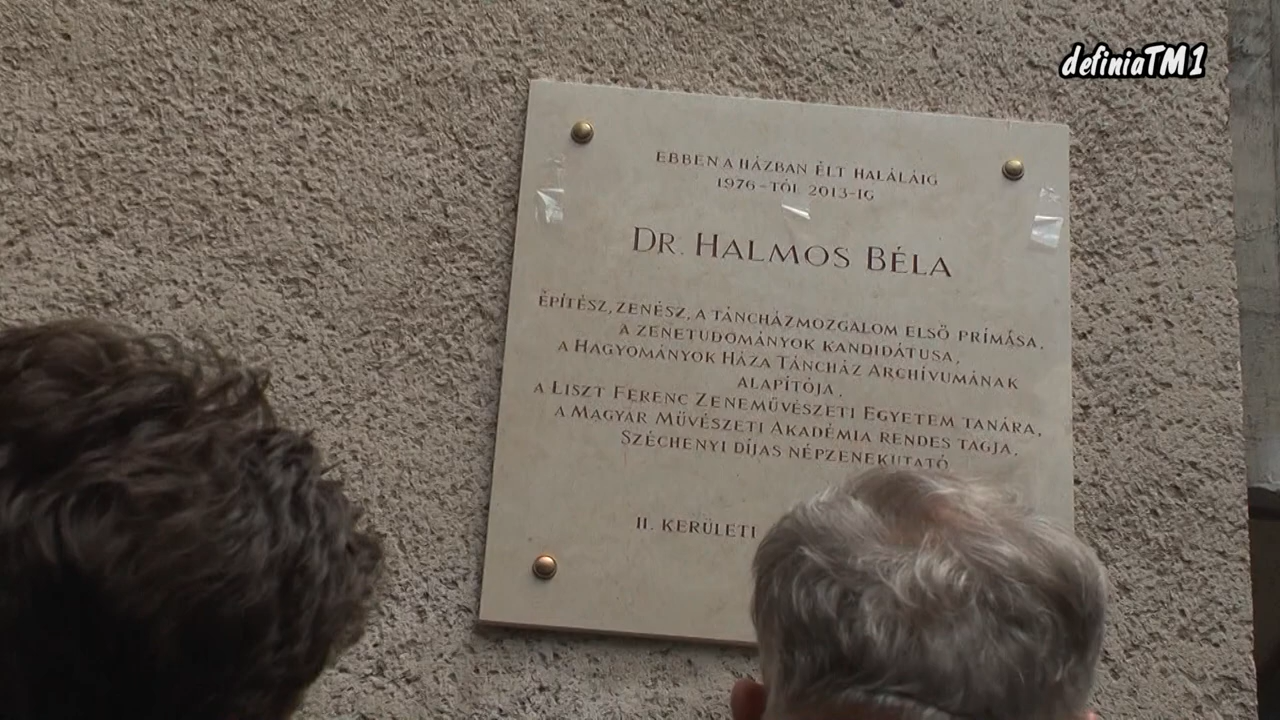 definiaTM1
EBBEN A HÁZBAN ÉLT HALÁLÁIG
1976-TÓL 2013-IG
DR. HALMOS BÉLA
ÉPÍTÉSZ, ZENÉSZ, A TÁNCHÁZMOZGALOM ELSŐ PRÍMÁSA,
A ZENETUDOMÁNYOK KANDIDÁTUSA,
A HAGYOMÁNYOK HÁZA TÁNCHÁZ ARCHÍVUMÁNAK
ALAPÍTÓJA,
A LISZT FERENC ZENEMŰVÉSZETI EGYETEM TANÁRA,
A MAGYAR MŰVÉSZETI AKADÉMIA RENDES TAGJA,
SZÉCHENYI DÍJAS NÉPZENEKUTATÓ
II. KERÜLETI